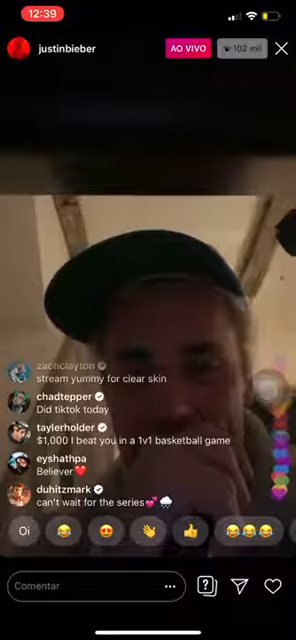 12:39
justinbieber
AO VIVO
102 mil
zachclayton
stream yummy for clear skin
chadtepper
Did tiktok today
taylerholder
$1,000 I beat you in a 1v1 basketball game
eyshathpa
Believer❤️
duhitzmark
can't wait for the series💕🌧️
Oi
Comentar